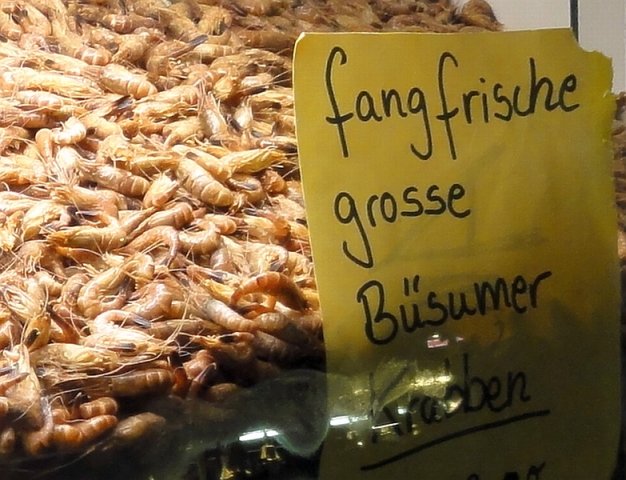 fangfrische
grosse
Büsumer
Krabben